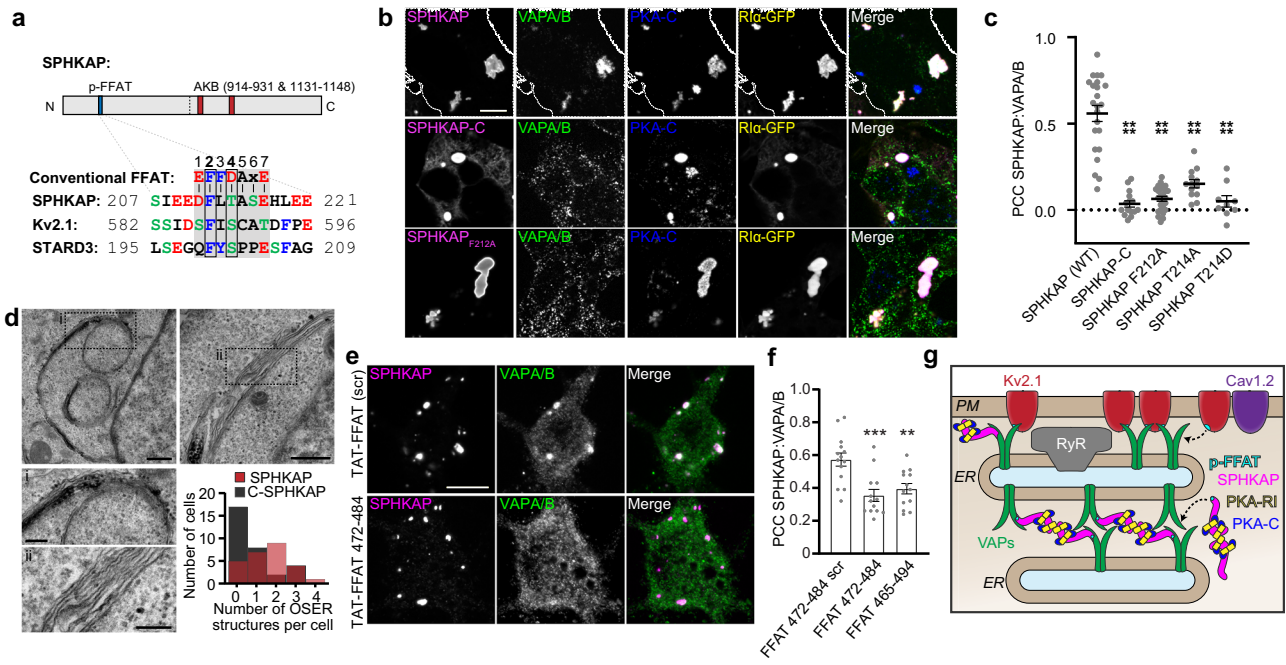 a
SPHKAP:
p-FFAT
AKB (914-931 & 1131-1148)
N
C
1 2 3 4 5 6 7
Conventional FFAT: E F F D A x E
SPHKAP: 207 SIEEDFLTASEHLEE 221
Kv2.1: 582 SSIDSFISCATDFPE 596
STARD3: 195 LSEGQFYSPPESFAG 209
b
SPHKAP VAPA/B PKA-C RIα-GFP Merge
SPHKAP-C VAPA/B PKA-C RIα-GFP Merge
SPHKAP F212A VAPA/B PKA-C RIα-GFP Merge
c
PCC SPHKAP:VAPA/B
1.0
0.5
0.0
** ** ** **
** ** ** **
SPHKAP (WT)
SPHKAP-C
SPHKAP F212A
SPHKAP T214A
SPHKAP T214D
d
i
ii
i
ii
SPHKAP
C-SPHKAP
Number of cells
20
15
10
5
0
0 1 2 3 4
Number of OSER
structures per cell
e
TAT-FFAT (scr)
SPHKAP VAPA/B Merge
TAT-FFAT 472-484
SPHKAP VAPA/B Merge
f
PCC SPHKAP:VAPA/B
1.0
0.8
0.6
0.4
0.2
0
*** **
FFAT 472-484 scr
FFAT 472-484
FFAT 465-494
g
Kv2.1
Cav1.2
PM
RyR
ER
p-FFAT
SPHKAP
PKA-RI
PKA-C
VAPs
ER